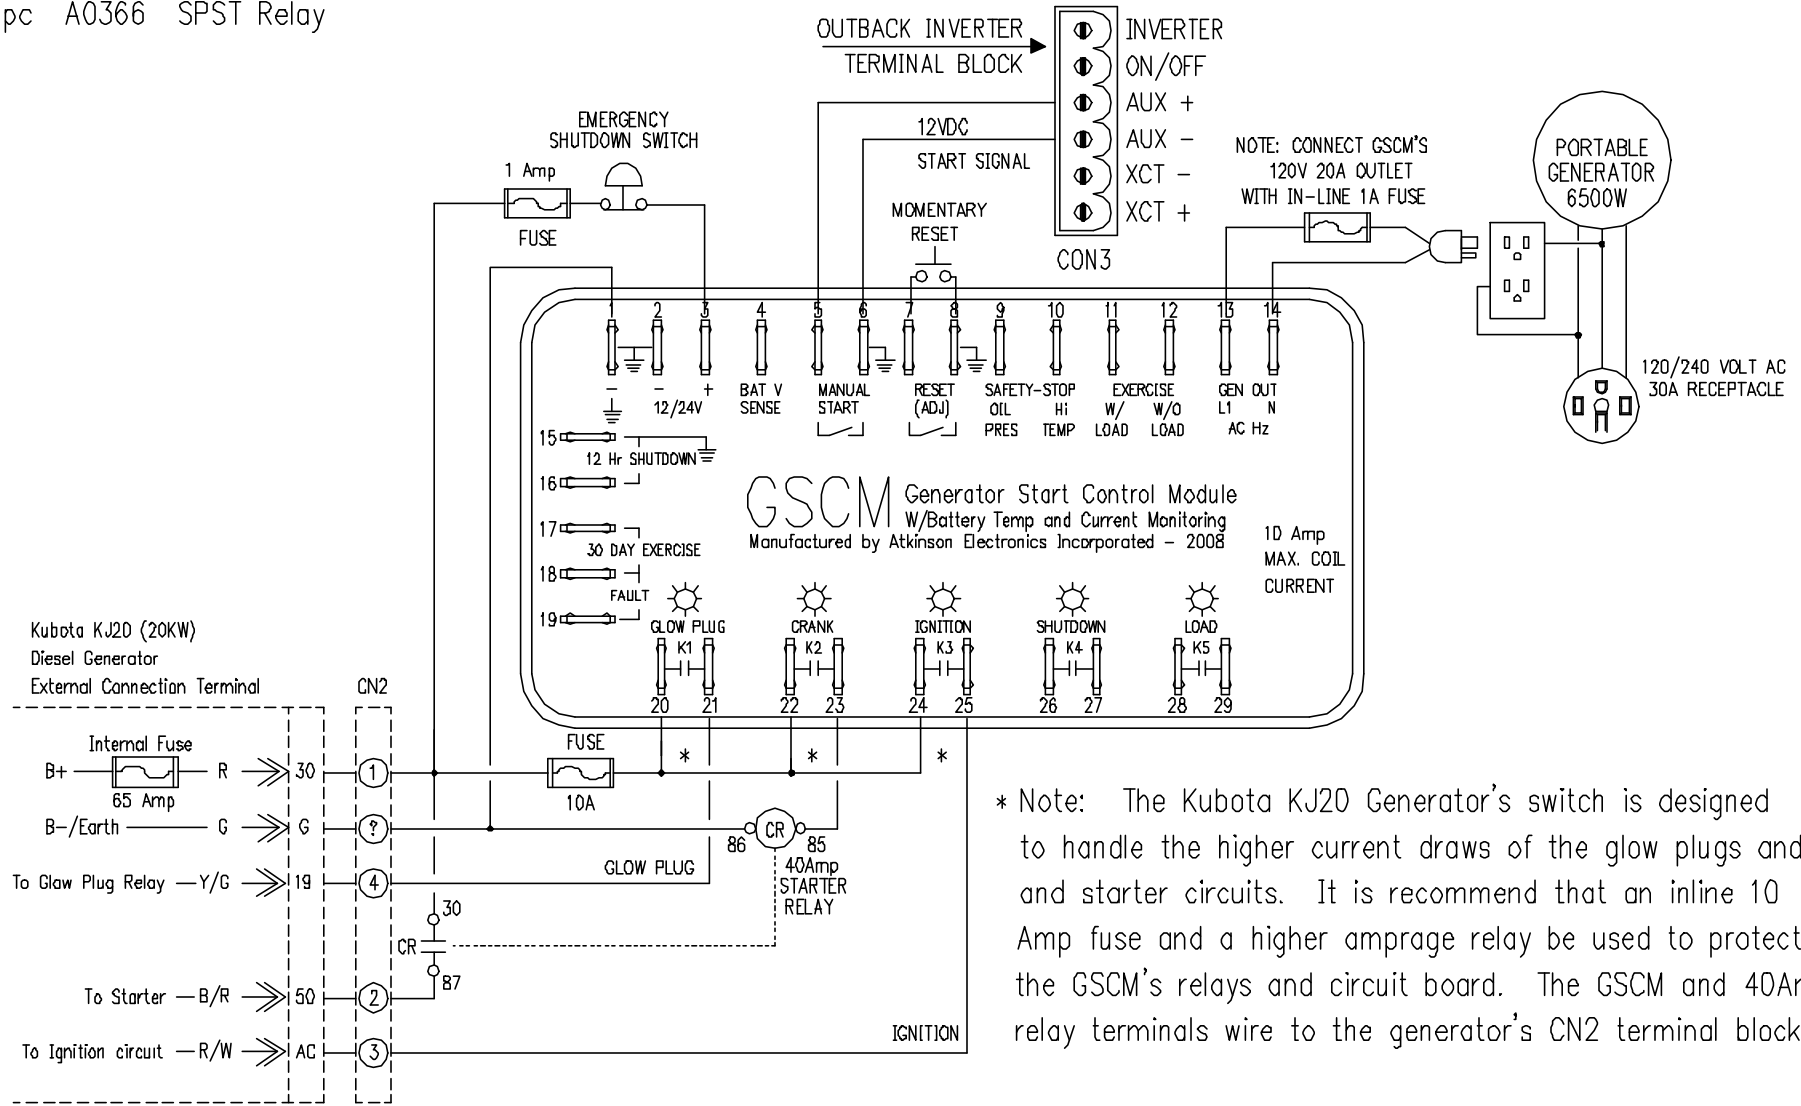 pc A0366 SPST Relay
OUTBACK INVERTER
TERMINAL BLOCK
INVERTER
ON/OFF
AUX +
AUX -
XCT -
XCT +
CON3
12VDC
START SIGNAL
EMERGENCY
SHUTDOWN SWITCH
1 Amp
FUSE
MOMENTARY
RESET
NOTE: CONNECT GSCM'S
120V 20A OUTLET
WITH IN-LINE 1A FUSE
PORTABLE
GENERATOR
6500W
120/240 VOLT AC
30A RECEPTACLE
1 2 3 4 5 6 7 8 9 10 11 12 13 14
- - +
12/24V
BAT V
SENSE
MANUAL
START
RESET
(ADJ)
SAFETY-STOP
OIL
PRES
Hi
TEMP
EXERCISE
W/
LOAD
W/O
LOAD
GEN OUT
L1 N
AC Hz
15
12 Hr SHUTDOWN
16
17
30 DAY EXERCISE
18
FAULT
19
GSCM
Generator Start Control Module
W/Battery Temp and Current Monitoring
Manufactured by Atkinson Electronics Incorporated - 2008
10 Amp
MAX. COIL
CURRENT
GLOW PLUG
K1
CRANK
K2
IGNITION
K3
SHUTDOWN
K4
LOAD
K5
20 21 22 23 24 25 26 27 28 29
Kubota KJ20 (20KW)
Diesel Generator
External Connection Terminal
CN2
Internal Fuse
B+ R 30 1
65 Amp
FUSE
10A
* * *
B-/Earth G G ?
86 CR 85
40Amp
STARTER
RELAY
To Glow Plug Relay Y/G 19 4
GLOW PLUG
30
CR
87
To Starter B/R 50 2
To Ignition circuit R/W AC 3
IGNITION
* Note: The Kubota KJ20 Generator's switch is designed
to handle the higher current draws of the glow plugs and
and starter circuits. It is recommend that an inline 10
Amp fuse and a higher amprage relay be used to protect
the GSCM's relays and circuit board. The GSCM and 40A
relay terminals wire to the generator's CN2 terminal block